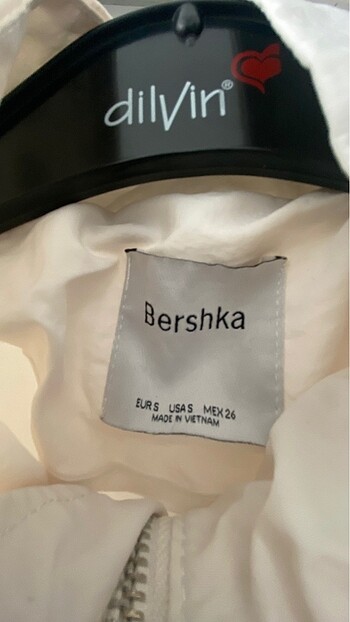 dilvin®
Bershka
EUR S USA S MEX 26
MADE IN VIETNAM